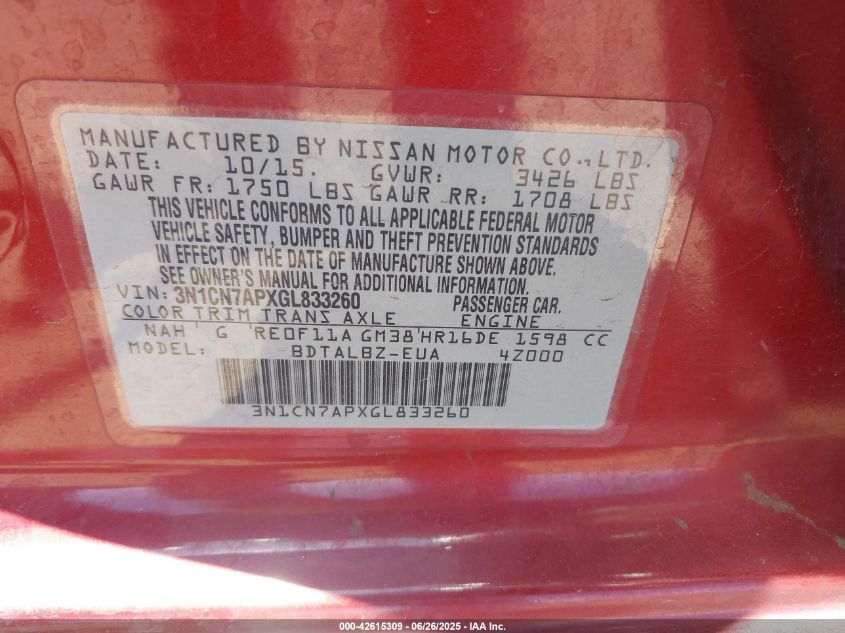 MANUFACTURED BY NISSAN MOTOR CO., LTD.
DATE: 10/15. GVWR: 3426 LBS
GAWR FR: 1750 LBS GAWR RR: 1708 LBS
THIS VEHICLE CONFORMS TO ALL APPLICABLE FEDERAL MOTOR
VEHICLE SAFETY, BUMPER AND THEFT PREVENTION STANDARDS
IN EFFECT ON THE DATE OF MANUFACTURE SHOWN ABOVE.
SEE OWNER'S MANUAL FOR ADDITIONAL INFORMATION.
VIN: 3N1CN7APXGL833260 PASSENGER CAR.
COLOR TRIM TRANS AXLE ENGINE
NAH G RE0F11A GM38 HR16DE 1598 CC
MODEL: BDTALBZ-EUA 4Z000
3N1CN7APXGL833260
000-42615309 - 06/26/2025 - IAA Inc.